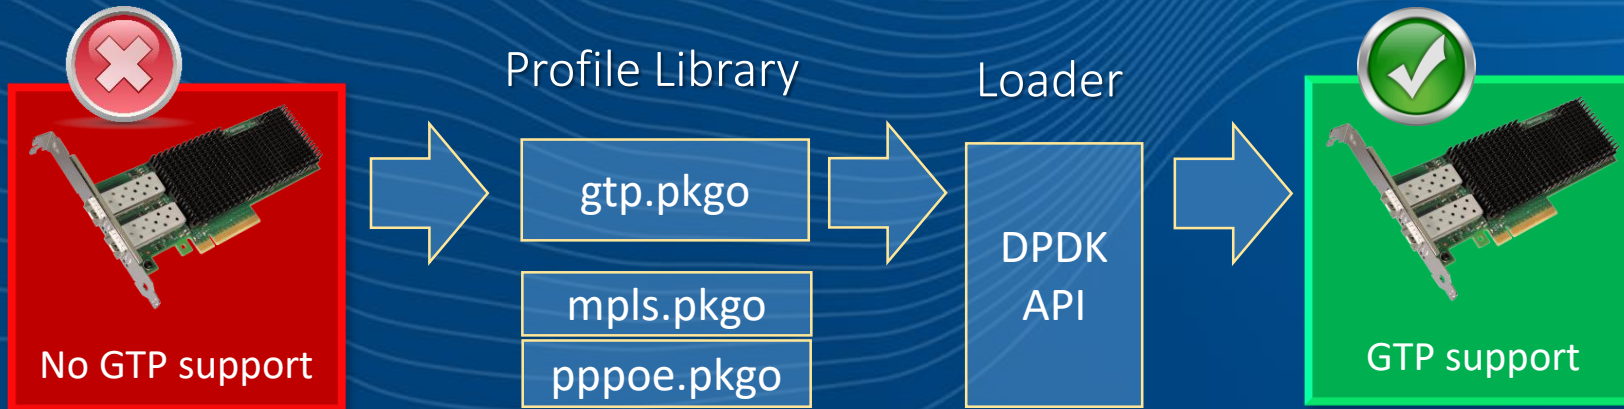 Profile Library
Loader
gtp.pkgo
DPDK
API
mpls.pkgo
pppoe.pkgo
No GTP support
GTP support